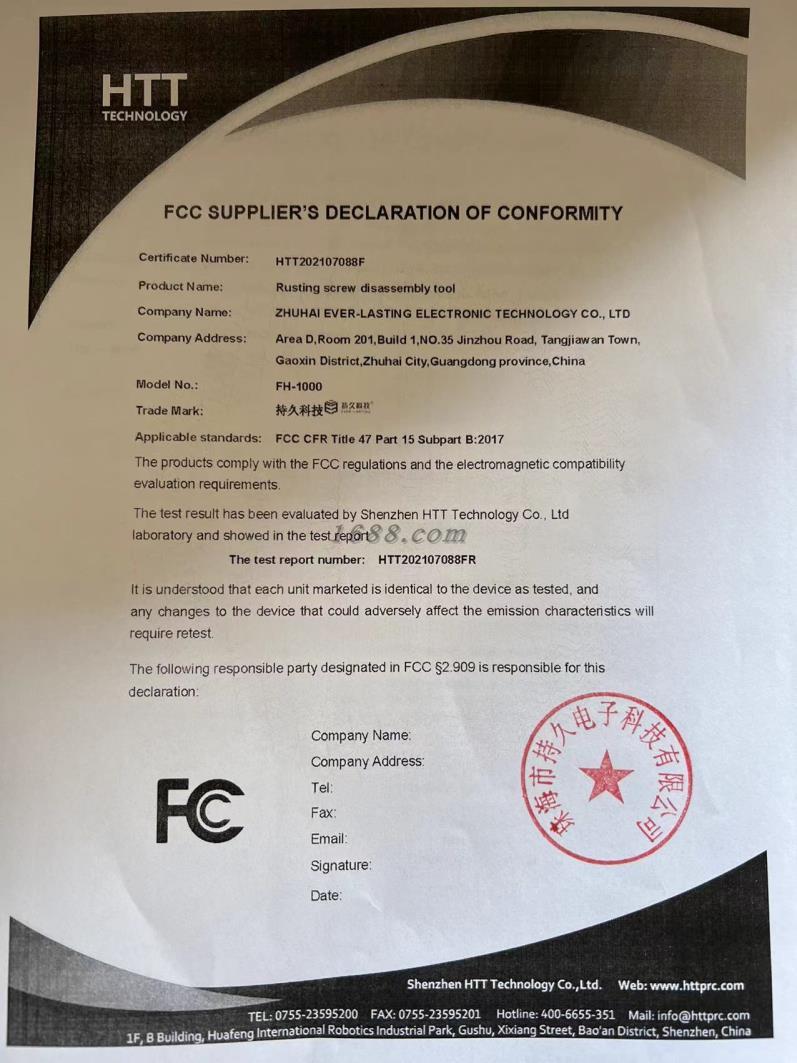 HTT
TECHNOLOGY
FCC SUPPLIER'S DECLARATION OF CONFORMITY
Certificate Number: HTT202107088F
Product Name: Rusting screw disassembly tool
Company Name: ZHUHAI EVER-LASTING ELECTRONIC TECHNOLOGY CO., LTD
Company Address: Area D,Room 201,Build 1,NO.35 Jinzhou Road, Tangjiawan Town,
Gaoxin District,Zhuhai City,Guangdong province,China
Model No.: FH-1000
Trade Mark: 持久科技 持久科技
Applicable standards: FCC CFR Title 47 Part 15 Subpart B:2017
The products comply with the FCC regulations and the electromagnetic compatibility
evaluation requirements.
The test result has been evaluated by Shenzhen HTT Technology Co., Ltd
laboratory and showed in the test report
1688.com
The test report number: HTT202107088FR
It is understood that each unit marketed is identical to the device as tested, and
any changes to the device that could adversely affect the emission characteristics will
require retest.
The following responsible party designated in FCC §2.909 is responsible for this
declaration:
Company Name:
Company Address:
Tel:
Fax:
Email:
Signature:
Date:
FC
珠海市持久电子科技有限公司
Shenzhen HTT Technology Co.,Ltd. Web: www.httprc.com
TEL: 0755-23595200 FAX: 0755-23595201 Hotline: 400-6655-351 Mail: info@httprc.com
1F, B Building, Huafeng International Robotics Industrial Park, Gushu, Xixiang Street, Bao'an District, Shenzhen, China